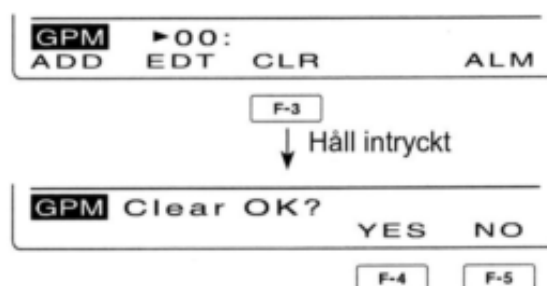 GPM ►00:
ADD EDT CLR ALM
F-3
Håll intryckt
GPM Clear OK?
YES NO
F-4 F-5